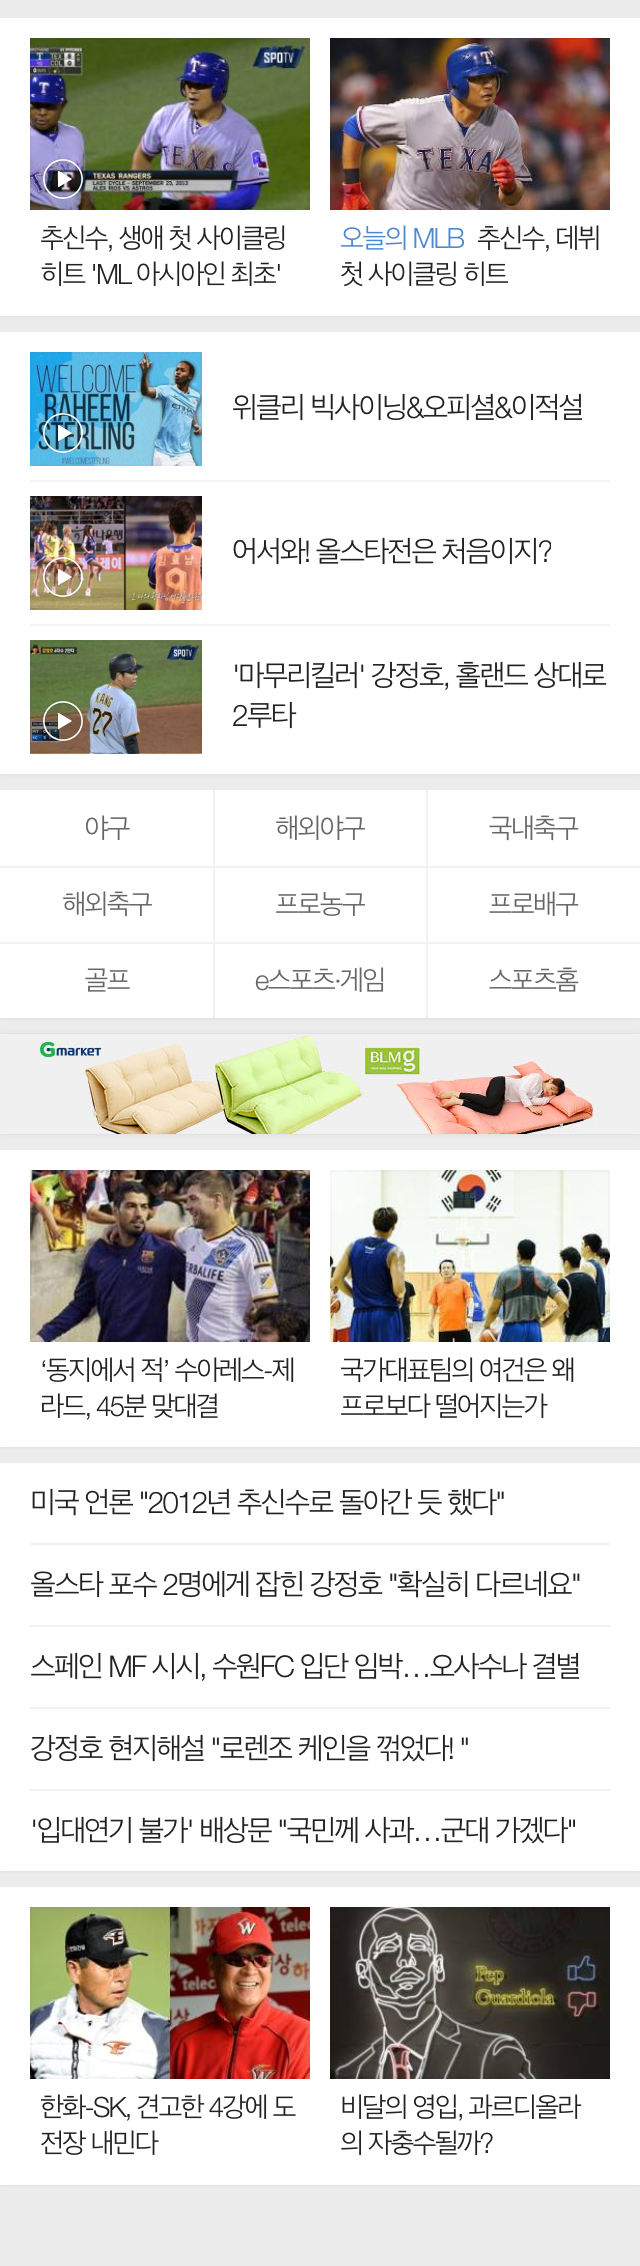 SPOTV
TEXAS RANGERS
LAST CYCLE - SEPTEMBER 23, 2013
ALEX RIOS VS ASTROS
TEXA
추신수, 생애 첫 사이클링
히트 'ML 아시아인 최초'
오늘의 MLB 추신수, 데뷔
첫 사이클링 히트
WELCOME
RAHEEM
STERLING
위클리 빅사이닝&오피셜&이적설
9
어서와! 올스타전은 처음이지?
SPOTV
KANG
27
'마무리킬러' 강정호, 홀랜드 상대로
2루타
야구
해외야구
국내축구
해외축구
프로농구
프로배구
골프
e스포츠·게임
스포츠홈
Gmarket
BLMg
'동지에서 적' 수아레스-제
라드, 45분 맞대결
국가대표팀의 여건은 왜
프로보다 떨어지는가
미국 언론 "2012년 추신수로 돌아간 듯 했다"
올스타 포수 2명에게 잡힌 강정호 "확실히 다르네요"
스페인 MF 시시, 수원FC 입단 임박…오사수나 결별
강정호 현지해설 "로렌조 케인을 꺾었다! "
'입대연기 불가' 배상문 "국민께 사과…군대 가겠다"
Pep
Guardiola
한화-SK, 견고한 4강에 도
전장 내민다
비달의 영입, 과르디올라
의 자충수될까?